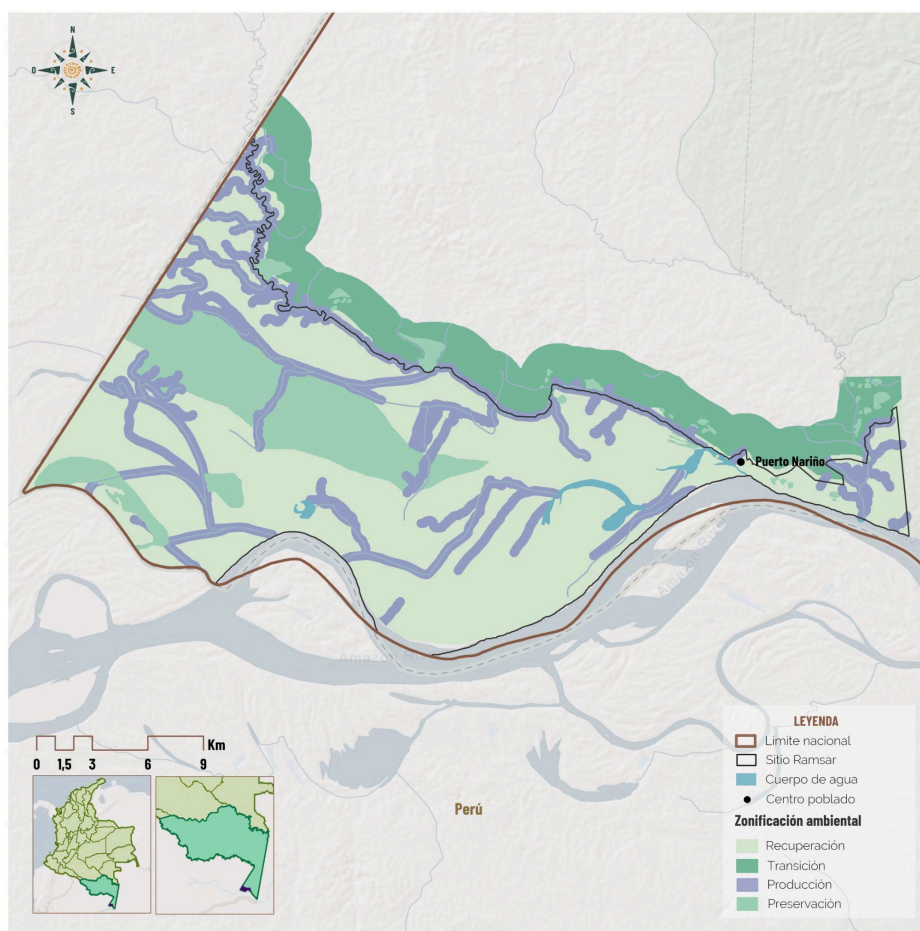 N
O E
S
Puerto Nariño
Amazon
Km
0 1,5 3 6 9
Perú
LEYENDA
Límite nacional
Sitio Ramsar
Cuerpo de agua
Centro poblado
Zonificación ambiental
Recuperación
Transición
Producción
Preservación